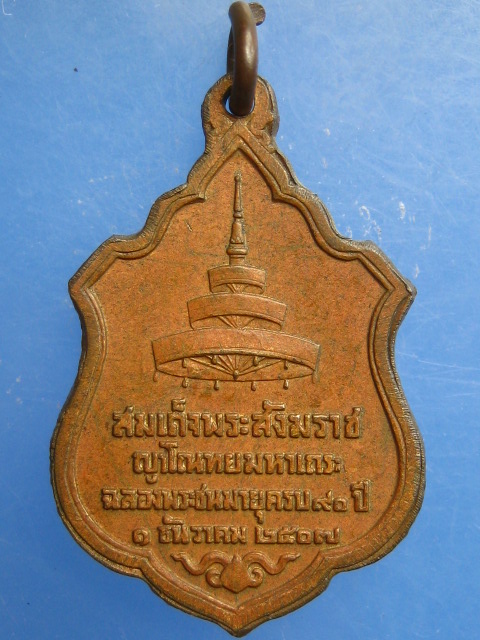 สมเด็จพระสังฆราช
ญาโณทยมหาเถระ
ฉลองพระชนมายุครบ ๙๐ ปี
๑ ธันวาคม ๒๕๐๗